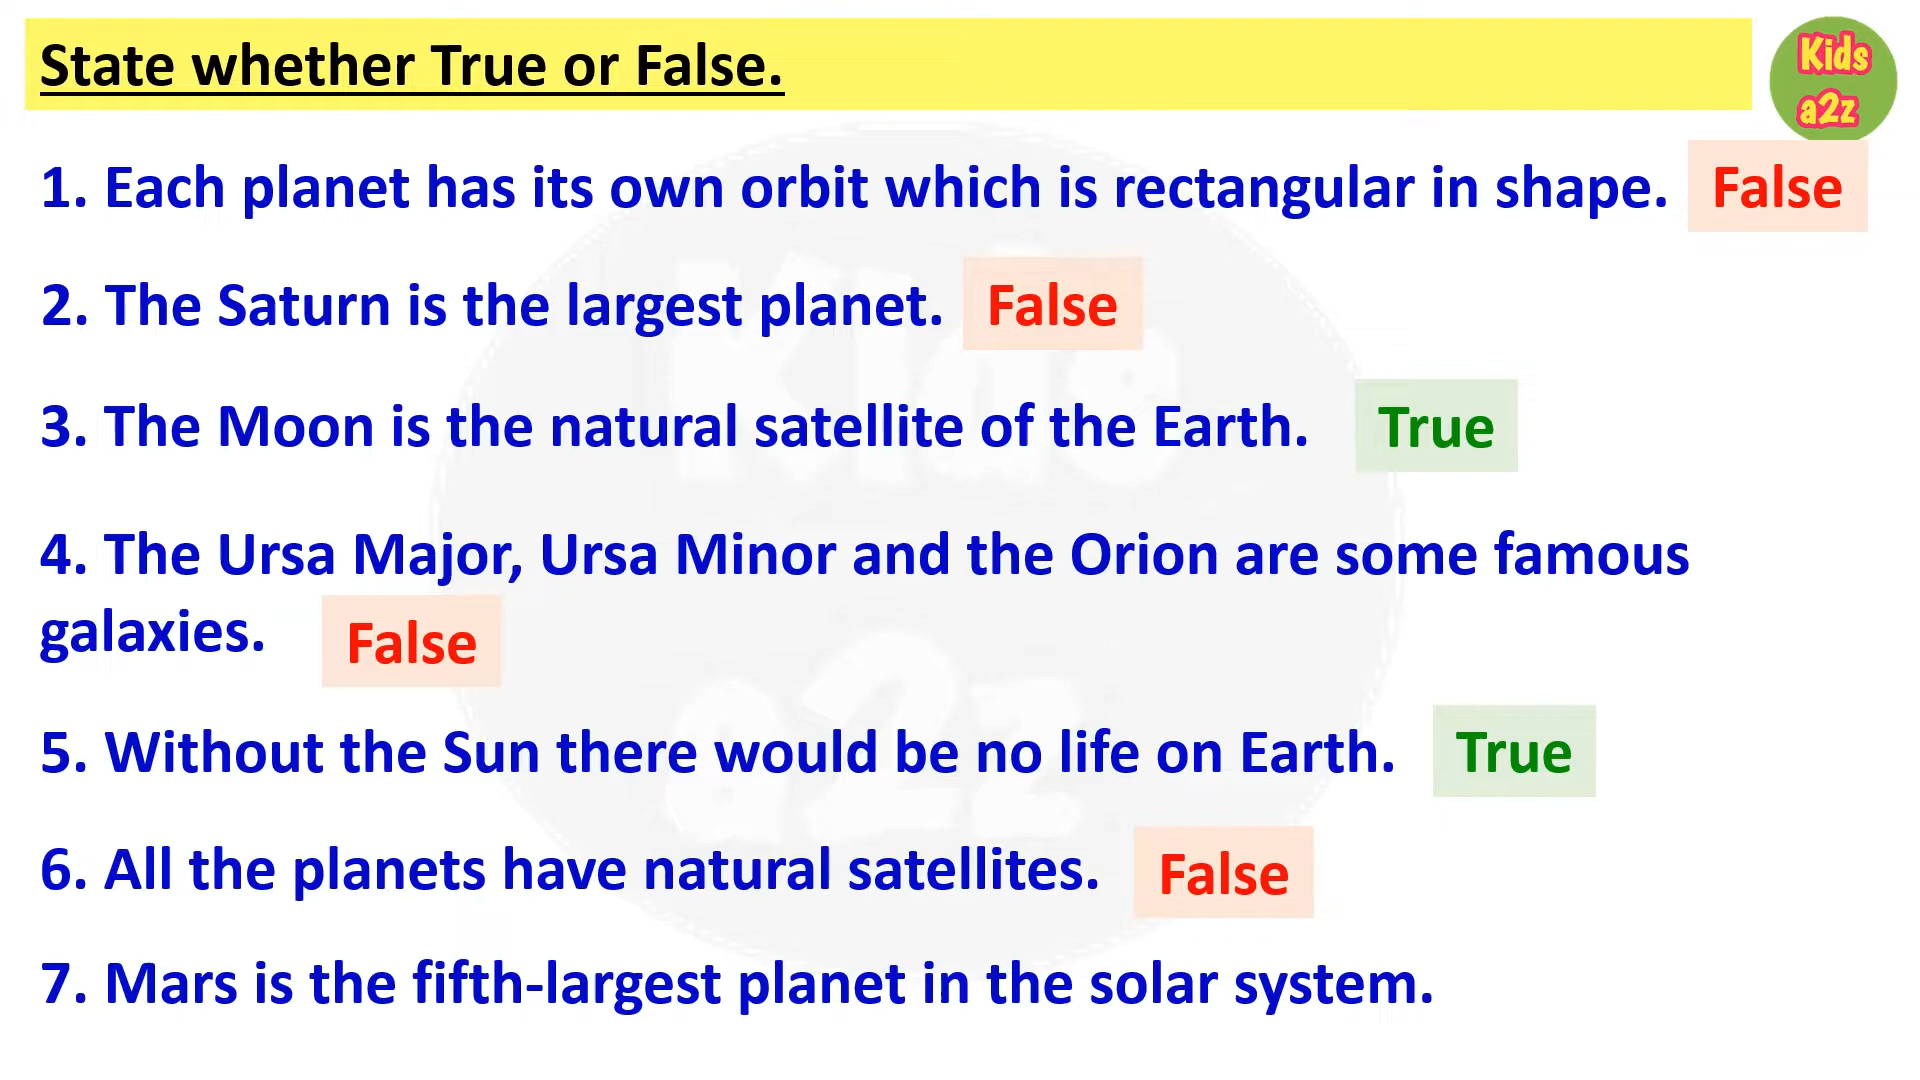 State whether True or False.
Kids
a2z
1. Each planet has its own orbit which is rectangular in shape. False
2. The Saturn is the largest planet. False
3. The Moon is the natural satellite of the Earth. True
4. The Ursa Major, Ursa Minor and the Orion are some famous
galaxies. False
5. Without the Sun there would be no life on Earth. True
6. All the planets have natural satellites. False
7. Mars is the fifth-largest planet in the solar system.
Kids
a2z